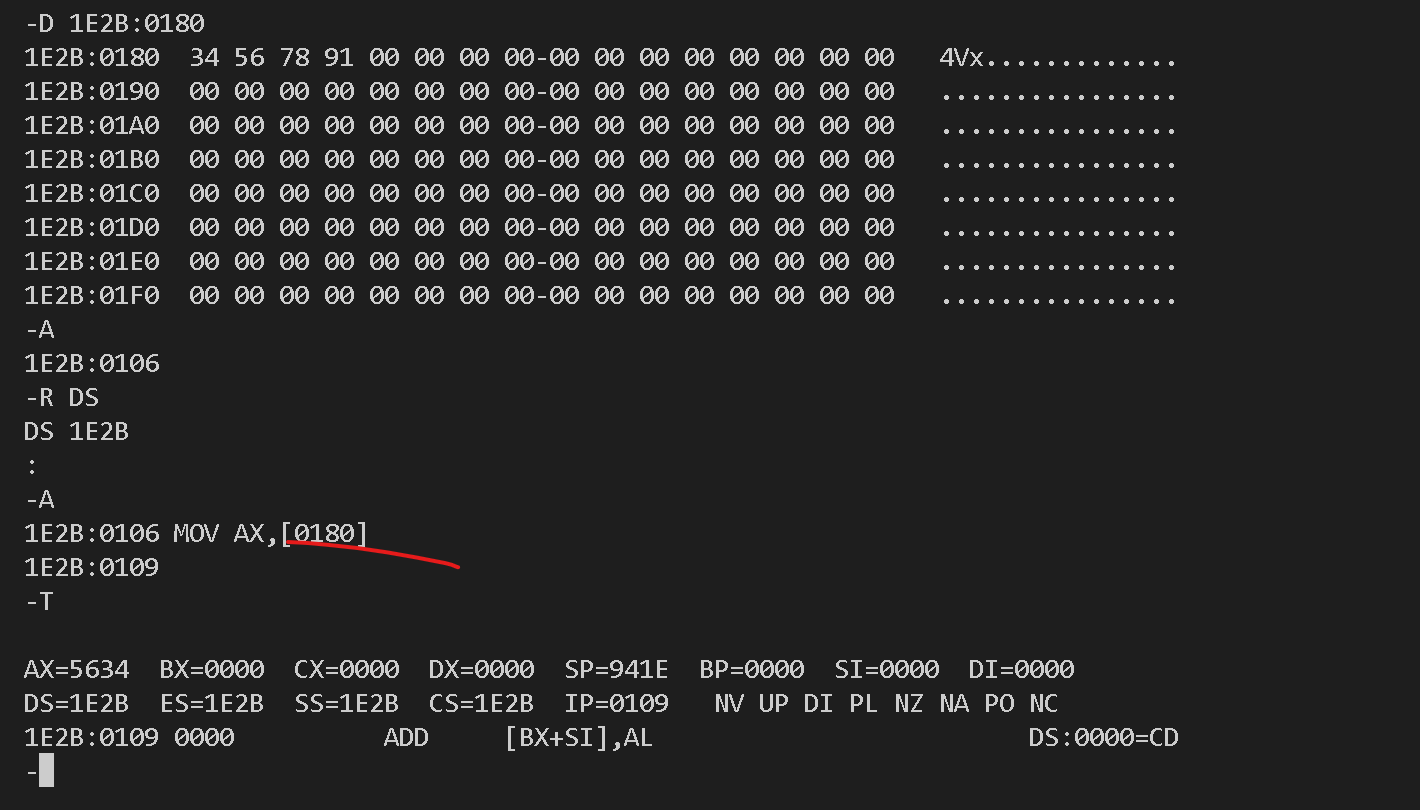 -D 1E2B:0180
1E2B:0180  34 56 78 91 00 00 00 00-00 00 00 00 00 00 00 00   4Vx.............
1E2B:0190  00 00 00 00 00 00 00 00-00 00 00 00 00 00 00 00   ................
1E2B:01A0  00 00 00 00 00 00 00 00-00 00 00 00 00 00 00 00   ................
1E2B:01B0  00 00 00 00 00 00 00 00-00 00 00 00 00 00 00 00   ................
1E2B:01C0  00 00 00 00 00 00 00 00-00 00 00 00 00 00 00 00   ................
1E2B:01D0  00 00 00 00 00 00 00 00-00 00 00 00 00 00 00 00   ................
1E2B:01E0  00 00 00 00 00 00 00 00-00 00 00 00 00 00 00 00   ................
1E2B:01F0  00 00 00 00 00 00 00 00-00 00 00 00 00 00 00 00   ................
-A
1E2B:0106
-R DS
DS 1E2B
:
-A
1E2B:0106 MOV AX,[0180]
1E2B:0109
-T
AX=5634  BX=0000  CX=0000  DX=0000  SP=941E  BP=0000  SI=0000  DI=0000
DS=1E2B  ES=1E2B  SS=1E2B  CS=1E2B  IP=0109   NV UP DI PL NZ NA PO NC
1E2B:0109 0000          ADD     [BX+SI],AL                         DS:0000=CD
-